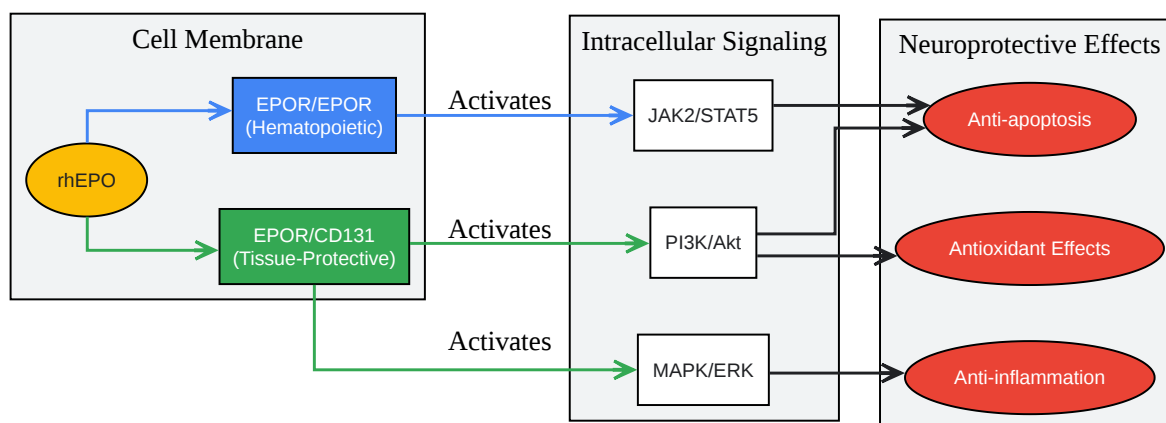 Cell Membrane
Intracellular Signaling
Neuroprotective Effects
EPOR/EPOR
(Hematopoietic)
Activates
JAK2/STAT5
Anti-apoptosis
rhEPO
EPOR/CD131
(Tissue-Protective)
Activates
PI3K/Akt
Antioxidant Effects
Activates
MAPK/ERK
Anti-inflammation